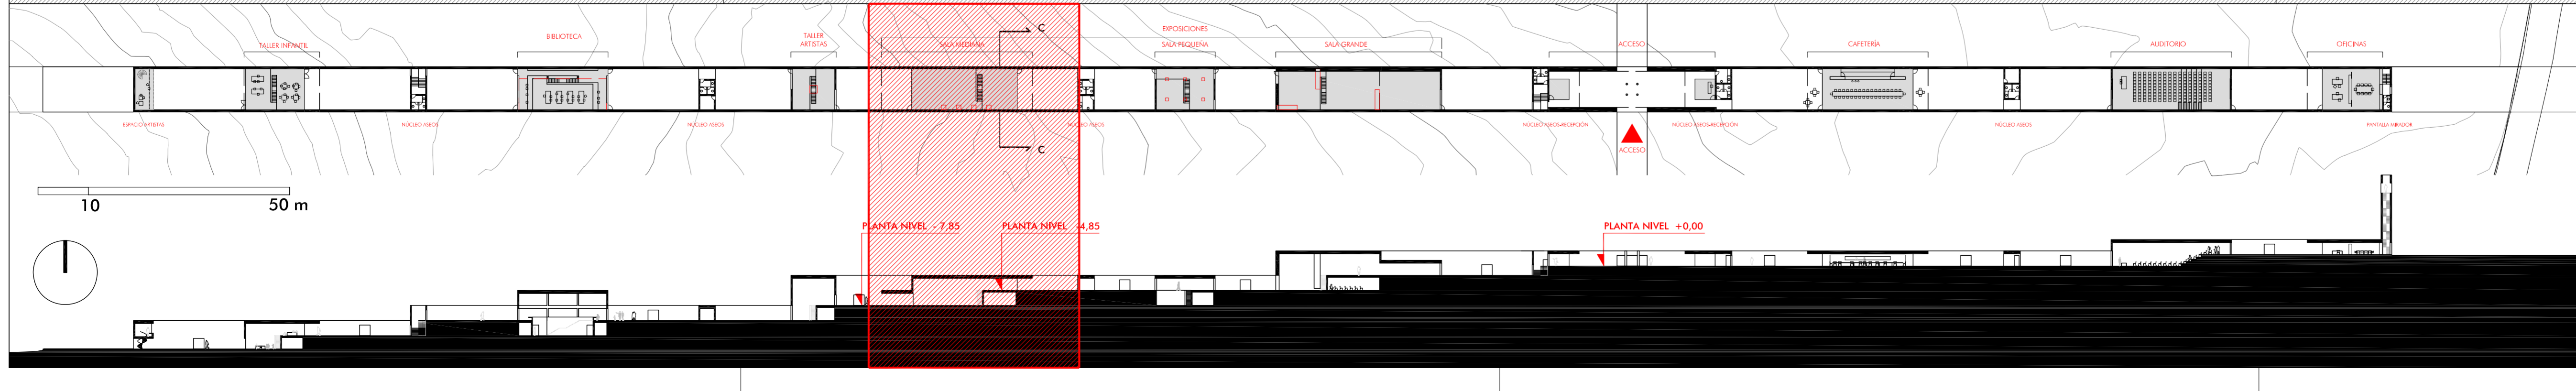 C
EXPOSICIONES
BIBLIOTECA
TALLER
ARTISTAS
TALLER INFANTIL
SALA MEDIANA
SALA PEQUEÑA
SALA GRANDE
ACCESO
CAFETERÍA
AUDITORIO
OFICINAS
ESPACIO ARTISTAS
NÚCLEO ASEOS
NÚCLEO ASEOS
NÚCLEO ASEOS
NÚCLEO ASEOS-RECEPCIÓN
NÚCLEO ASEOS-RECEPCIÓN
NÚCLEO ASEOS
PANTALLA MIRADOR
C
ACCESO
10
50 m
PLANTA NIVEL - 7,85
PLANTA NIVEL -4,85
PLANTA NIVEL +0,00